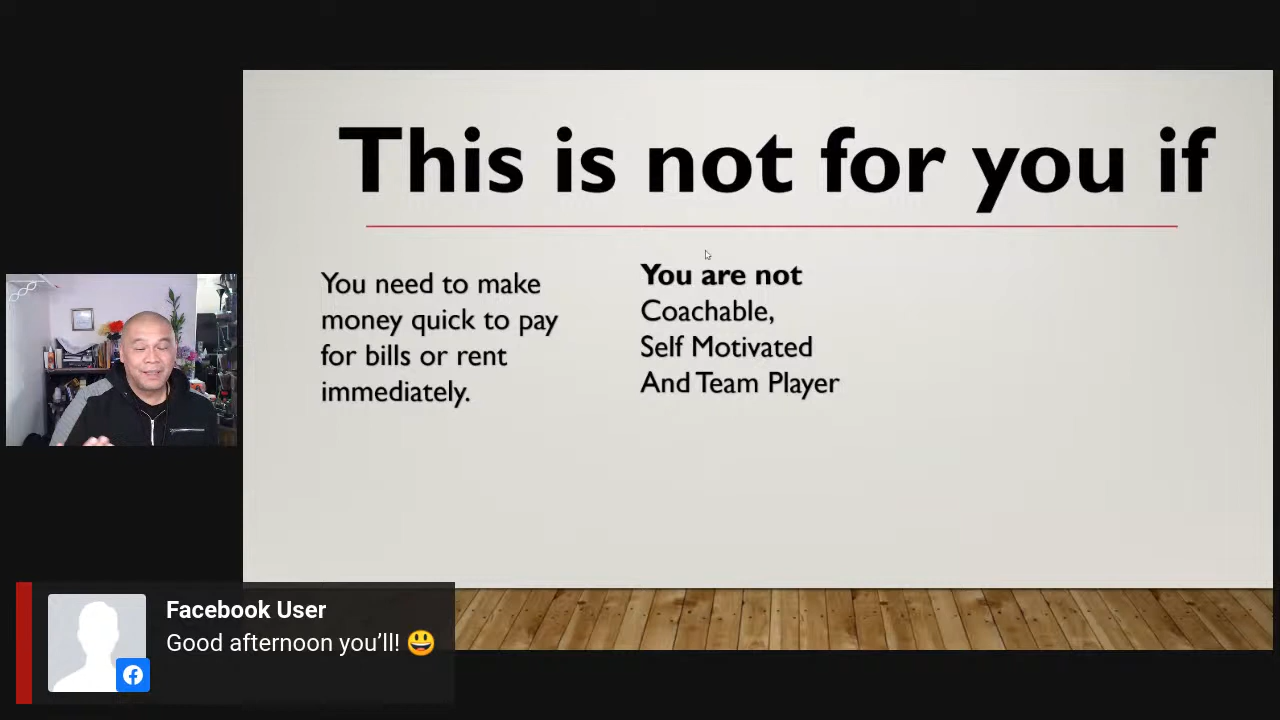 This is not for you if
You need to make
money quick to pay
for bills or rent
immediately.
You are not
Coachable,
Self Motivated
And Team Player
Facebook User
Good afternoon you’ll! 😃